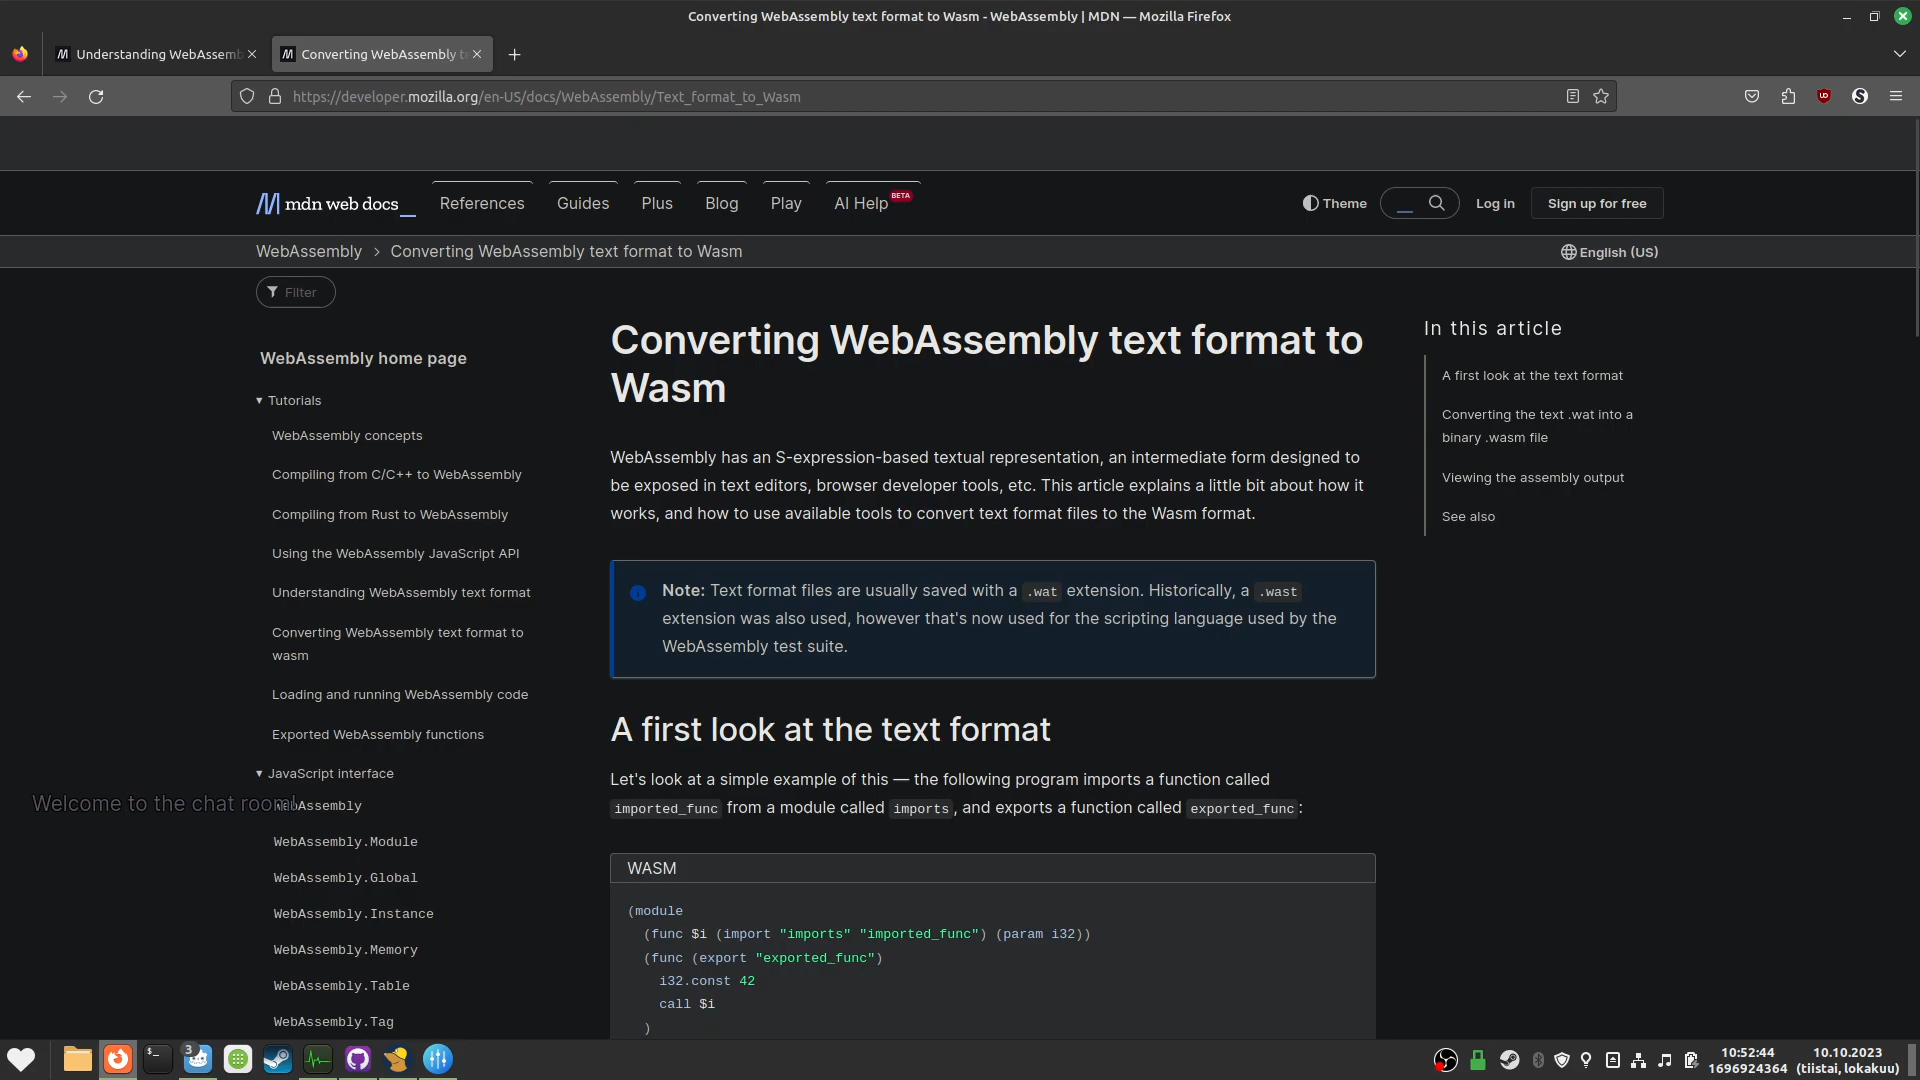 Converting WebAssembly text format to Wasm - WebAssembly | MDN — Mozilla Firefox
Understanding WebAssemb
Converting WebAssembly t
https://developer.mozilla.org/en-US/docs/WebAssembly/Text_format_to_Wasm
mdn web docs_
References
Guides
Plus
Blog
Play
AI Help BETA
Theme
Log in
Sign up for free
WebAssembly > Converting WebAssembly text format to Wasm
English (US)
Filter
WebAssembly home page
Tutorials
WebAssembly concepts
Compiling from C/C++ to WebAssembly
Compiling from Rust to WebAssembly
Using the WebAssembly JavaScript API
Understanding WebAssembly text format
Converting WebAssembly text format to
wasm
Loading and running WebAssembly code
Exported WebAssembly functions
JavaScript interface
Welcome to the chat room!
WebAssembly
WebAssembly.Module
WebAssembly.Global
WebAssembly.Instance
WebAssembly.Memory
WebAssembly.Table
WebAssembly.Tag
Converting WebAssembly text format to
Wasm
WebAssembly has an S-expression-based textual representation, an intermediate form designed to
be exposed in text editors, browser developer tools, etc. This article explains a little bit about how it
works, and how to use available tools to convert text format files to the Wasm format.
Note: Text format files are usually saved with a .wat extension. Historically, a .wast
extension was also used, however that's now used for the scripting language used by the
WebAssembly test suite.
A first look at the text format
Let's look at a simple example of this — the following program imports a function called
imported_func from a module called imports, and exports a function called exported_func:
WASM
(module
(func $i (import "imports" "imported_func") (param i32))
(func (export "exported_func")
i32.const 42
call $i
)
In this article
A first look at the text format
Converting the text .wat into a
binary .wasm file
Viewing the assembly output
See also
3
10:52:44
1696924364
10.10.2023
(tiistai, lokakuu)